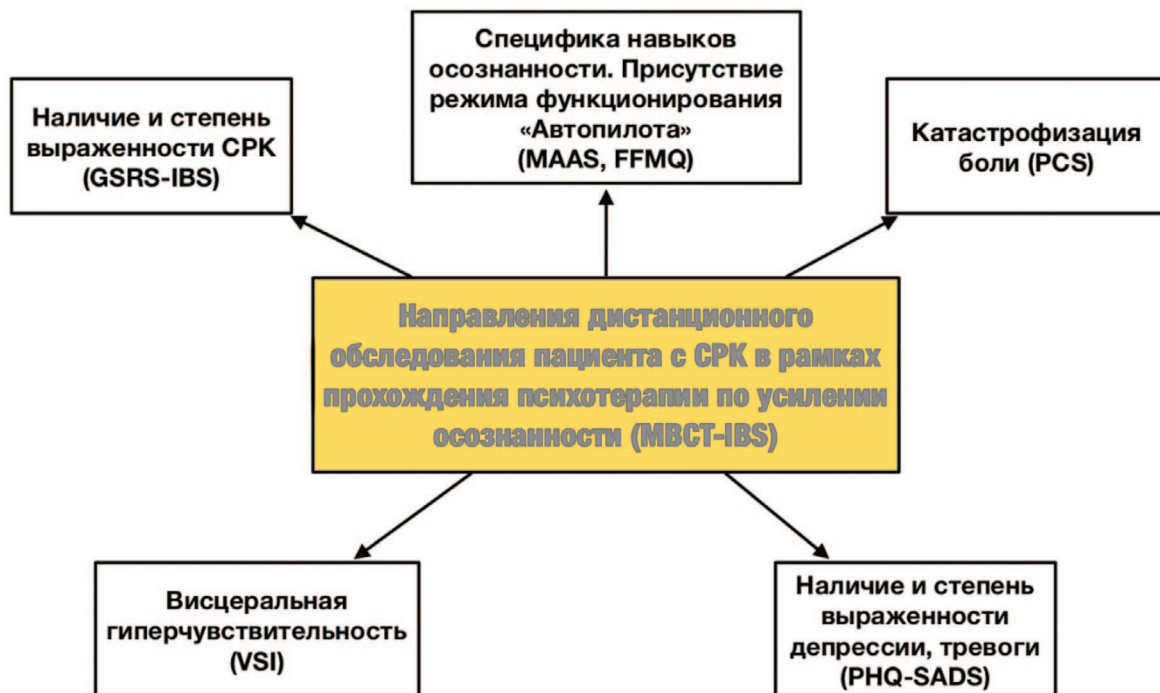 Специфика навыков
осознанности. Присутствие
режима функционирования
«Автопилота»
(MAAS, FFMQ)
Наличие и степень
выраженности СРК
(GSRS-IBS)
Катастрофизация
боли (PCS)
Направления дистанционного
обследования пациента с СРК в рамках
прохождения психотерапии по усилении
осознанности (MBCT-IBS)
Висцеральная
гиперчувствительность
(VSI)
Наличие и степень
выраженности
депрессии, тревоги
(PHQ-SADS)